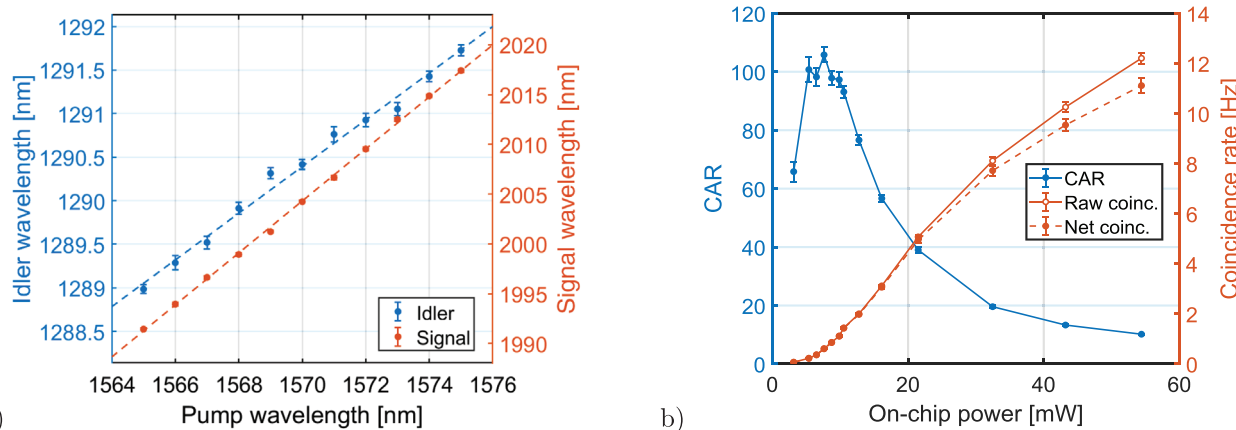 1292
1291.5
1291
1290.5
1290
1289.5
1289
1288.5
Idler wavelength [nm]
2020
2015
2010
2005
2000
1995
1990
Signal wavelength [nm]
Idler
Signal
1564 1566 1568 1570 1572 1574 1576
Pump wavelength [nm]
)
120
100
80
60
40
20
0
CAR
14
12
10
8
6
4
2
0
Coincidence rate [Hz]
CAR
Raw coinc.
Net coinc.
0 20 40 60
On-chip power [mW]
b)